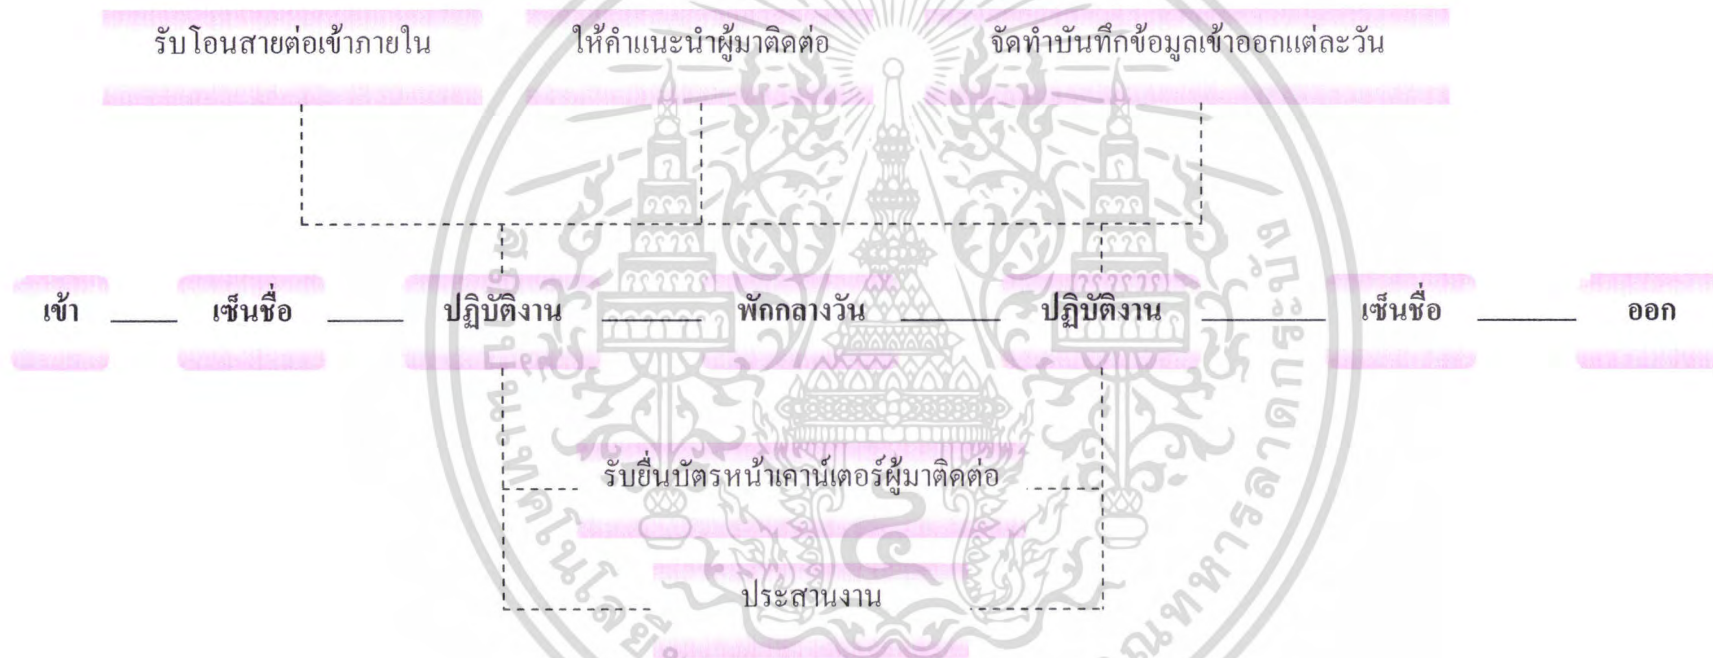 รับโอนสายต่อเข้าภายใน ให้คำแนะนำผู้มาติดต่อ จัดทำบันทึกข้อมูลเข้าออกแต่ละวัน
เข้า เซ็นชื่อ ปฏิบัติงาน พักกลางวัน ปฏิบัติงาน เซ็นชื่อ ออก
รับยื่นบัตรหน้าเคาน์เตอร์ผู้มาติดต่อ
ประสานงาน